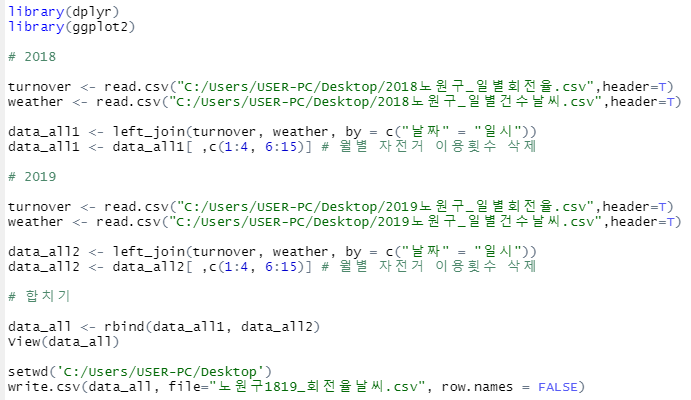 library(dplyr)
library(ggplot2)
# 2018
turnover <- read.csv("C:/Users/USER-PC/Desktop/2018노원구_일별회전율.csv",header=T)
weather <- read.csv("C:/Users/USER-PC/Desktop/2018노원구_일별건수날씨.csv",header=T)
data_all1 <- left_join(turnover, weather, by = c("날짜" = "일시"))
data_all1 <- data_all1[ ,c(1:4, 6:15)] # 월별 자전거 이용횟수 삭제
# 2019
turnover <- read.csv("C:/Users/USER-PC/Desktop/2019노원구_일별회전율.csv",header=T)
weather <- read.csv("C:/Users/USER-PC/Desktop/2019노원구_일별건수날씨.csv",header=T)
data_all2 <- left_join(turnover, weather, by = c("날짜" = "일시"))
data_all2 <- data_all2[ ,c(1:4, 6:15)] # 월별 자전거 이용횟수 삭제
# 합치기
data_all <- rbind(data_all1, data_all2)
View(data_all)
setwd('C:/Users/USER-PC/Desktop')
write.csv(data_all, file="노원구1819_회전율날씨.csv", row.names = FALSE)